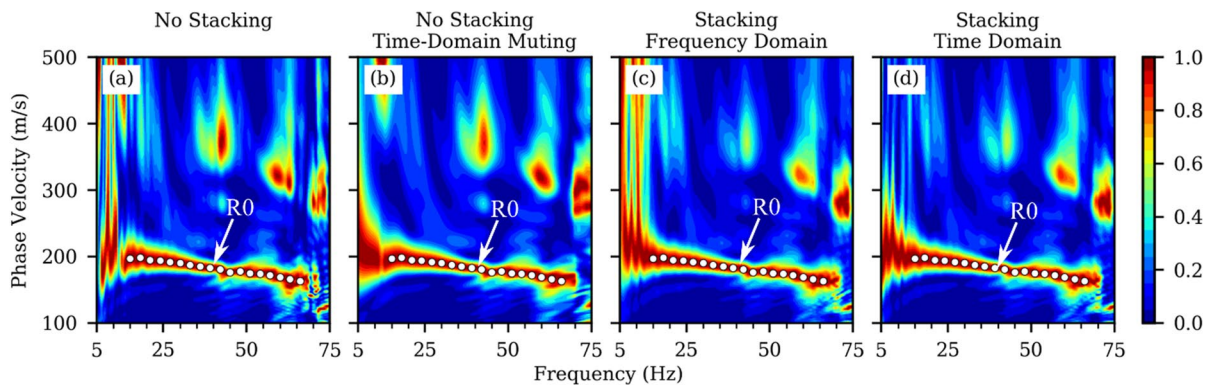 No Stacking
No Stacking
Time-Domain Muting
Stacking
Frequency Domain
Stacking
Time Domain
(a)
(b)
(c)
(d)
R0
R0
R0
R0
Phase Velocity (m/s)
500
400
300
200
100
5 25 50 75
5 25 50 75
5 25 50 75
5 25 50 75
Frequency (Hz)
1.0
0.8
0.6
0.4
0.2
0.0